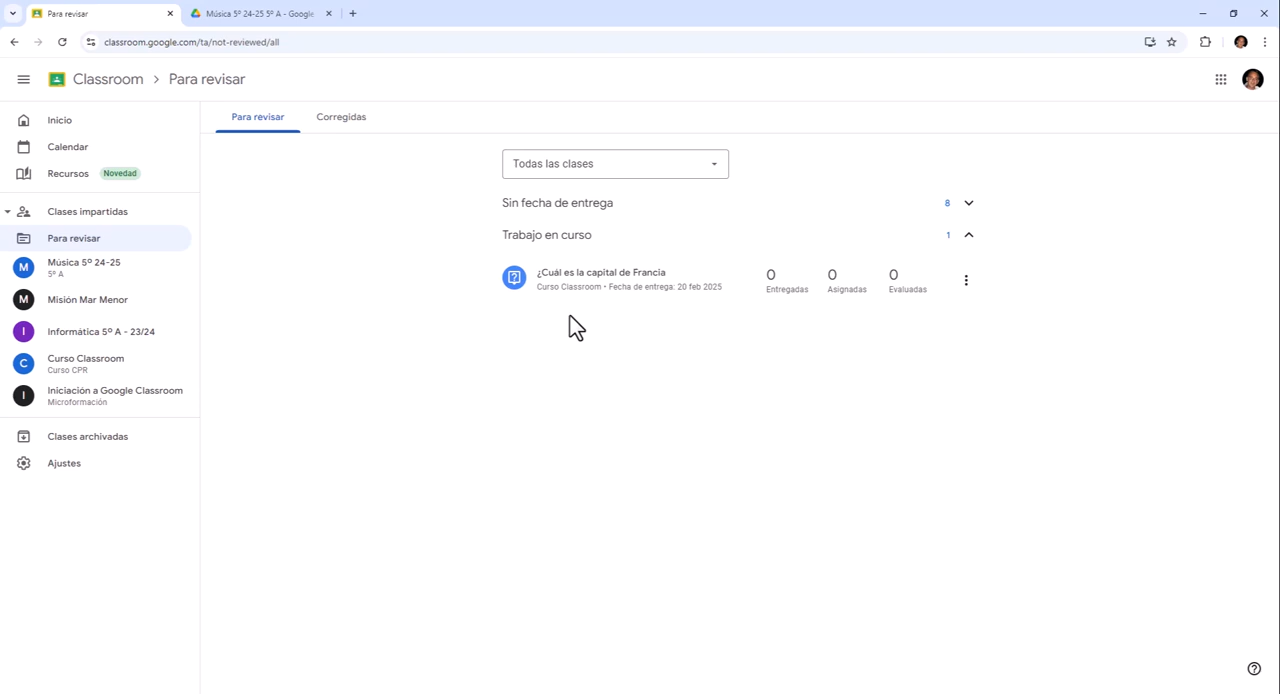 Para revisar
Música 5º 24-25 5º A - Google
classroom.google.com/ta/not-reviewed/all
Classroom > Para revisar
Inicio
Calendar
Recursos Novedad
Clases impartidas
Para revisar
M Música 5º 24-25
5º A
M Misión Mar Menor
I Informática 5º A - 23/24
C Curso Classroom
Curso CPR
I Iniciación a Google Classroom
Microformación
Clases archivadas
Ajustes
Para revisar Corregidas
Todas las clases
Sin fecha de entrega 8
Trabajo en curso 1
¿Cuál es la capital de Francia
Curso Classroom • Fecha de entrega: 20 feb 2025
0 0 0
Entregadas Asignadas Evaluadas